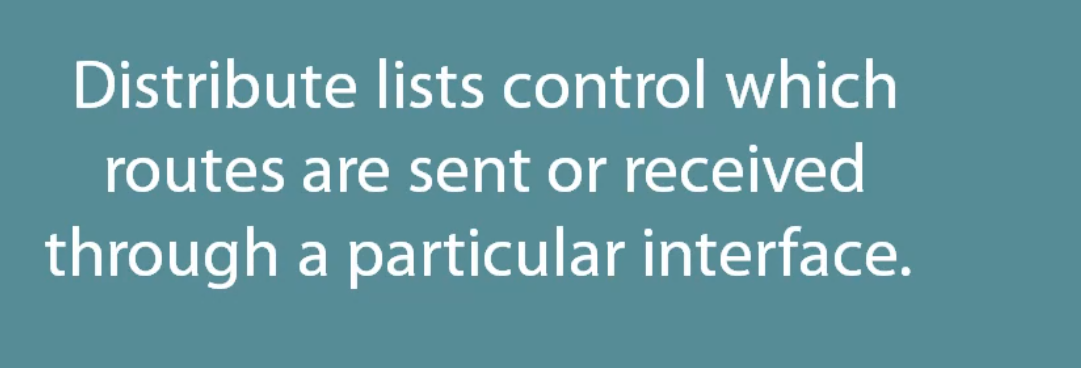 Distribute lists control which
routes are sent or received
through a particular interface.